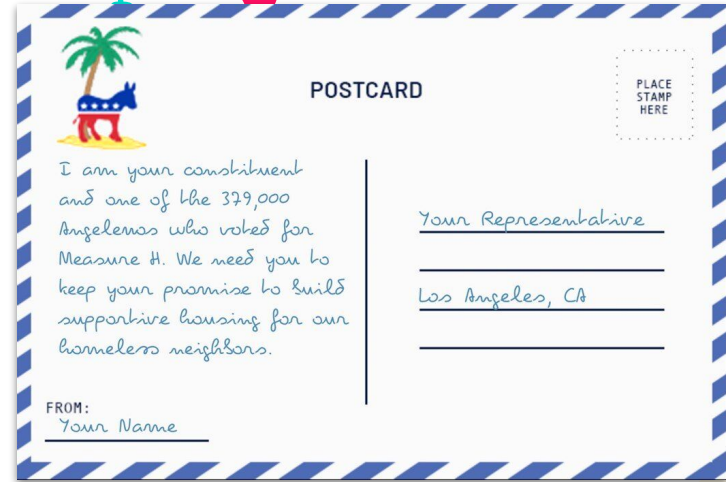 POSTCARD
PLACE
STAMP
HERE
I am your constituent
and one of the 379,000
Angelenos who voted for
Measure H. We need you to
keep your promise to build
supportive housing for our
homeless neighbors.
Your Representative
Los Angeles, CA
FROM:
Your Name